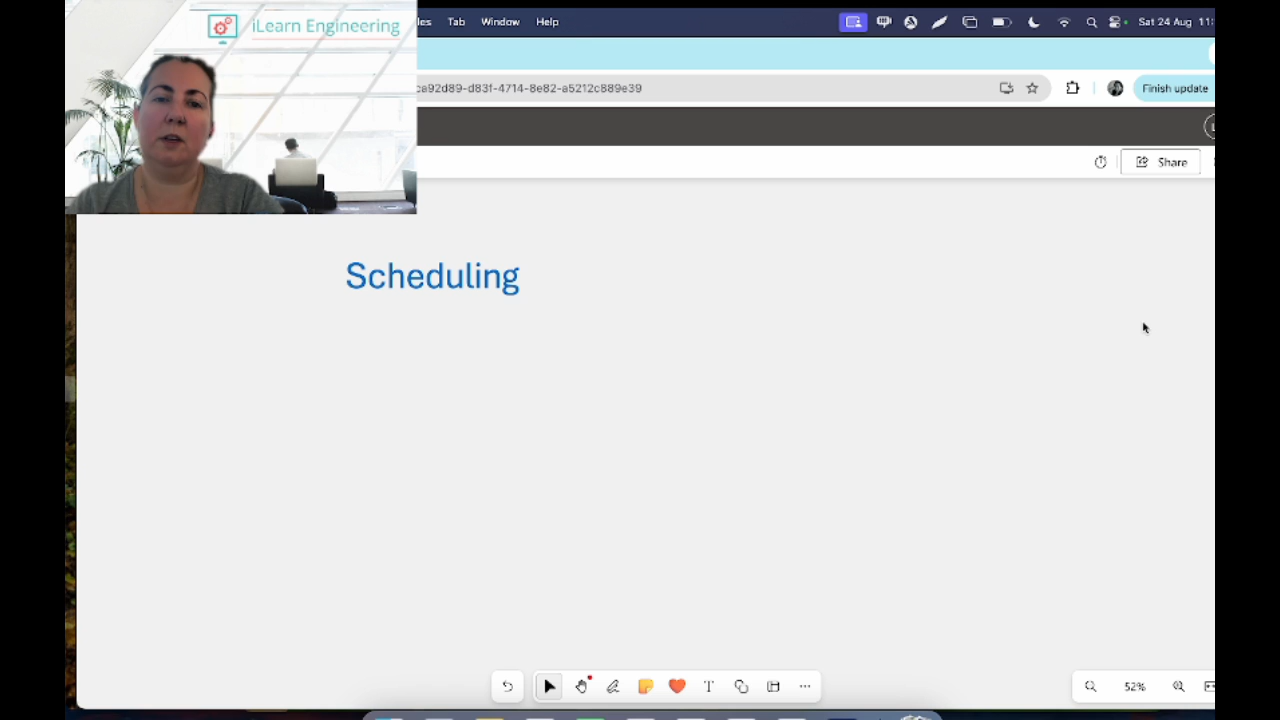 iLearn Engineering
les Tab Window Help
Sat 24 Aug 11:
ca92d89-d83f-4714-8e82-a5212c889e39
Finish update
Share
Scheduling
T
52%